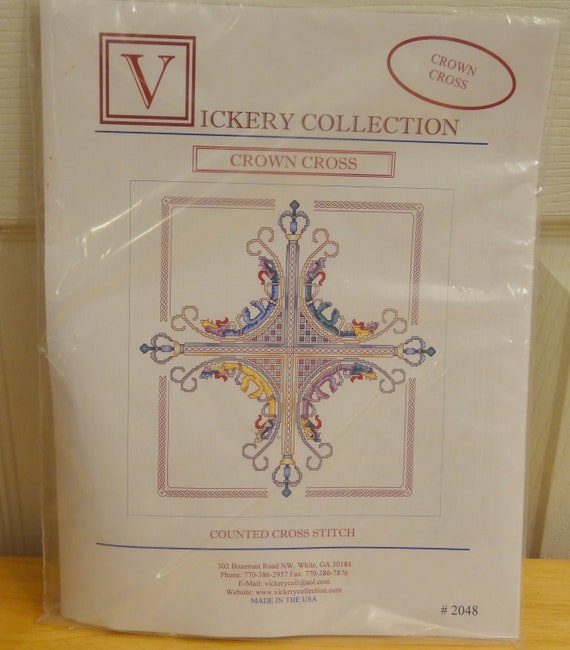 CROWN
CROSS
VICKERY COLLECTION
CROWN CROSS
COUNTED CROSS STITCH
302 Bozeman Road NW, White, GA 30184
Phone: 770-386-2957 Fax: 770-386-7876
E-Mail: vickerycoll@aol.com
Website: www.vickerycollection.com
MADE IN THE USA
# 2048